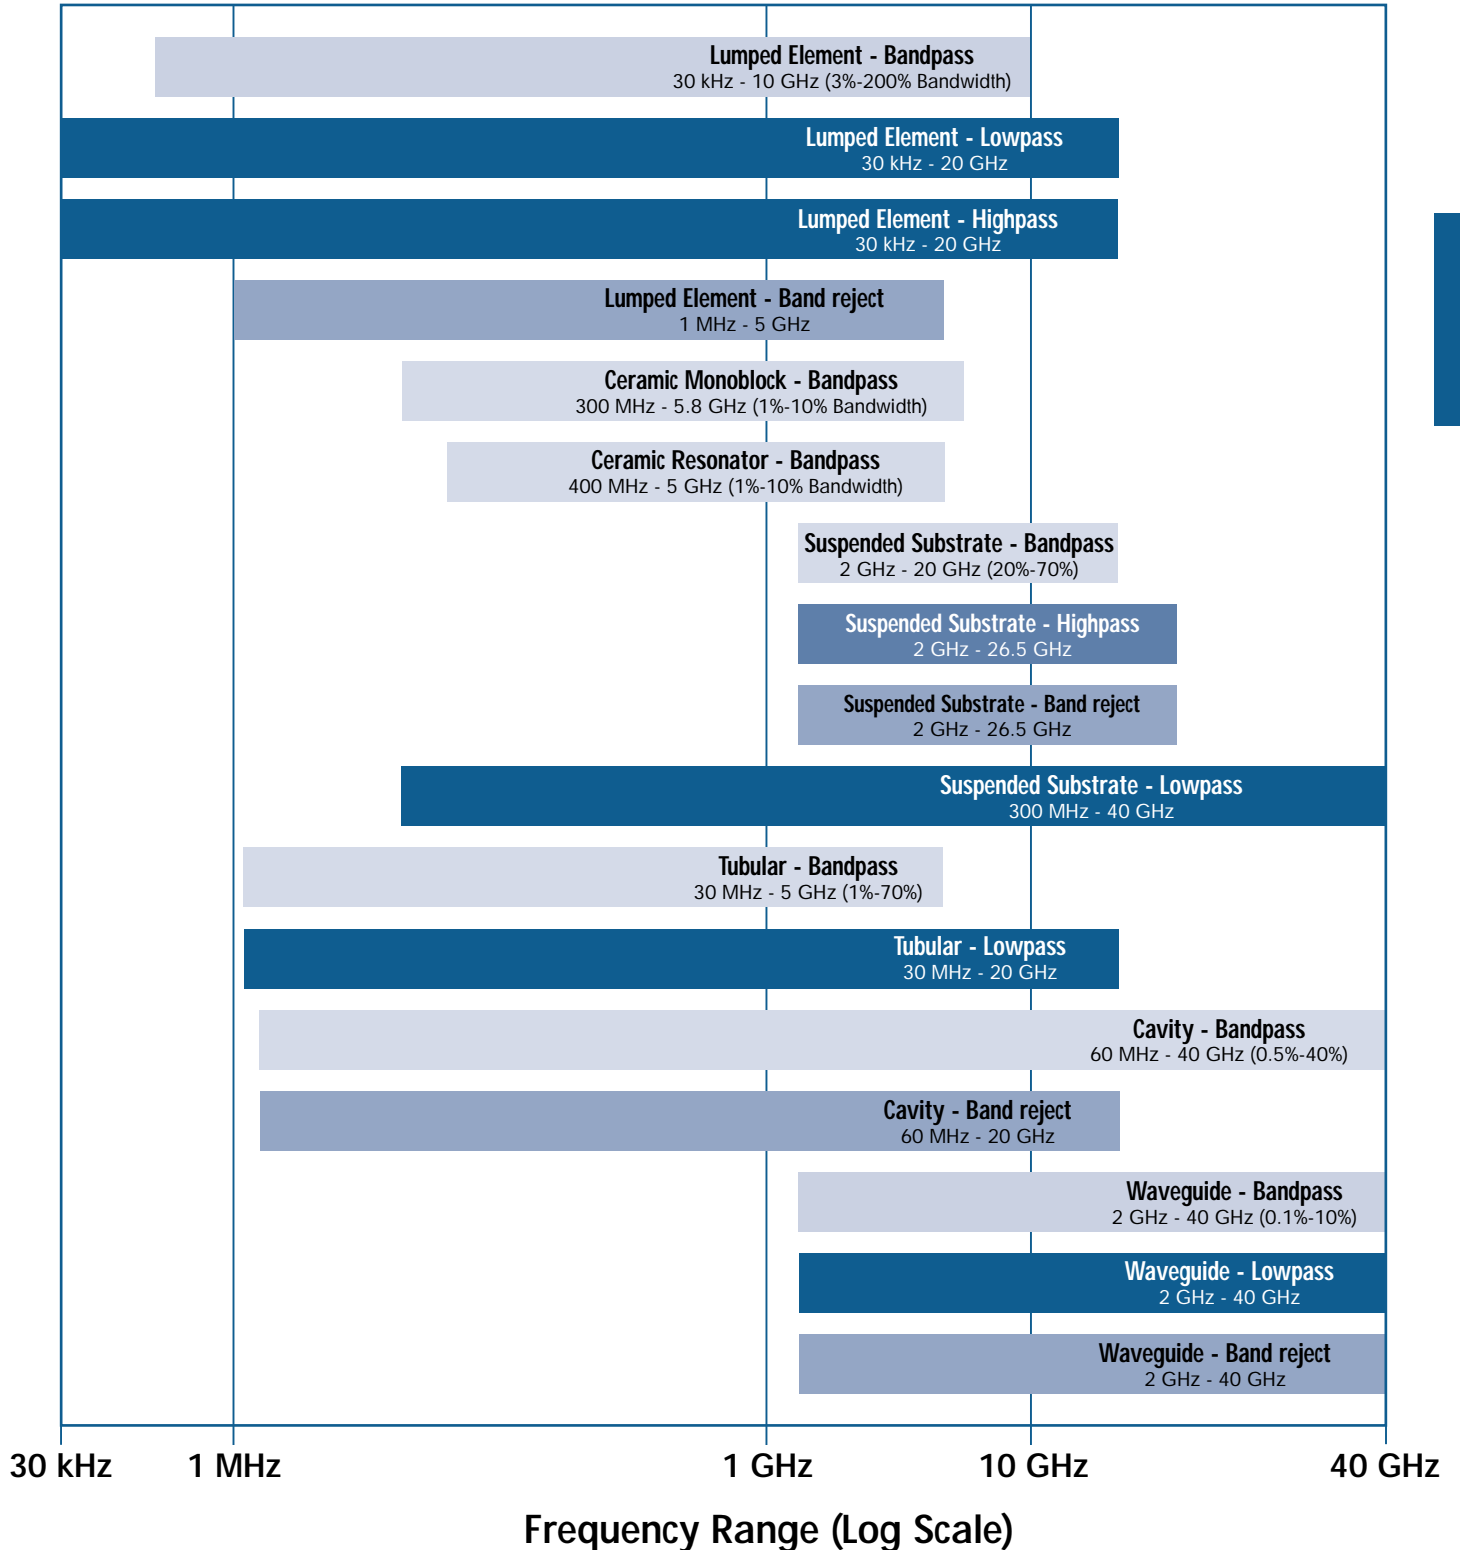 Lumped Element - Bandpass
30 kHz - 10 GHz (3%-200% Bandwidth)
Lumped Element - Lowpass
30 kHz - 20 GHz
Lumped Element - Highpass
30 kHz - 20 GHz
Lumped Element - Band reject
1 MHz - 5 GHz
Ceramic Monoblock - Bandpass
300 MHz - 5.8 GHz (1%-10% Bandwidth)
Ceramic Resonator - Bandpass
400 MHz - 5 GHz (1%-10% Bandwidth)
Suspended Substrate - Bandpass
2 GHz - 20 GHz (20%-70%)
Suspended Substrate - Highpass
2 GHz - 26.5 GHz
Suspended Substrate - Band reject
2 GHz - 26.5 GHz
Suspended Substrate - Lowpass
300 MHz - 40 GHz
Tubular - Bandpass
30 MHz - 5 GHz (1%-70%)
Tubular - Lowpass
30 MHz - 20 GHz
Cavity - Bandpass
60 MHz - 40 GHz (0.5%-40%)
Cavity - Band reject
60 MHz - 20 GHz
Waveguide - Bandpass
2 GHz - 40 GHz (0.1%-10%)
Waveguide - Lowpass
2 GHz - 40 GHz
Waveguide - Band reject
2 GHz - 40 GHz
30 kHz 1 MHz 1 GHz 10 GHz 40 GHz
Frequency Range (Log Scale)